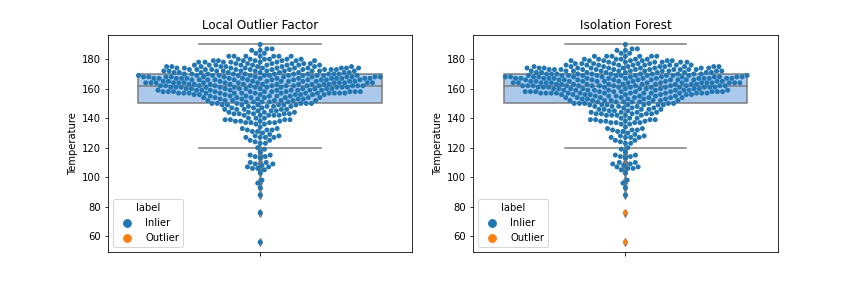 Local Outlier Factor
Temperature
180
160
140
120
100
80
60
label
Inlier
Outlier
Isolation Forest
Temperature
180
160
140
120
100
80
60
label
Inlier
Outlier